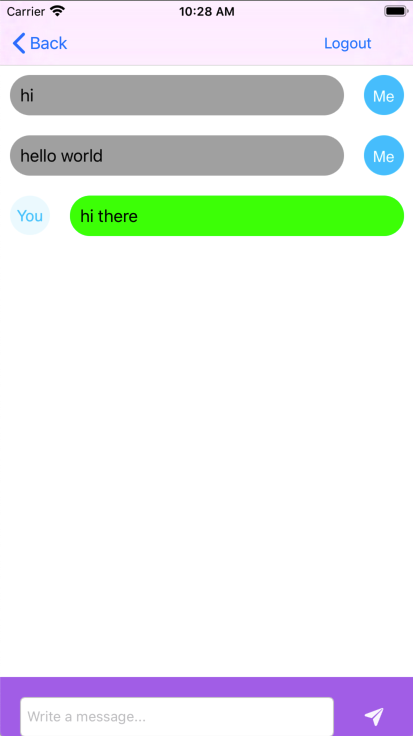 Carrier 10:28 AM
Back Logout
hi Me
hello world Me
You hi there
Write a message...